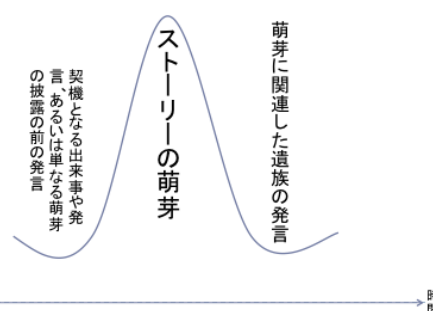 契機となる出来事や発
言、あるいは単なる萌芽
の披露の前の発言
ストーリーの萌芽
萌芽に関連した遺族の発言